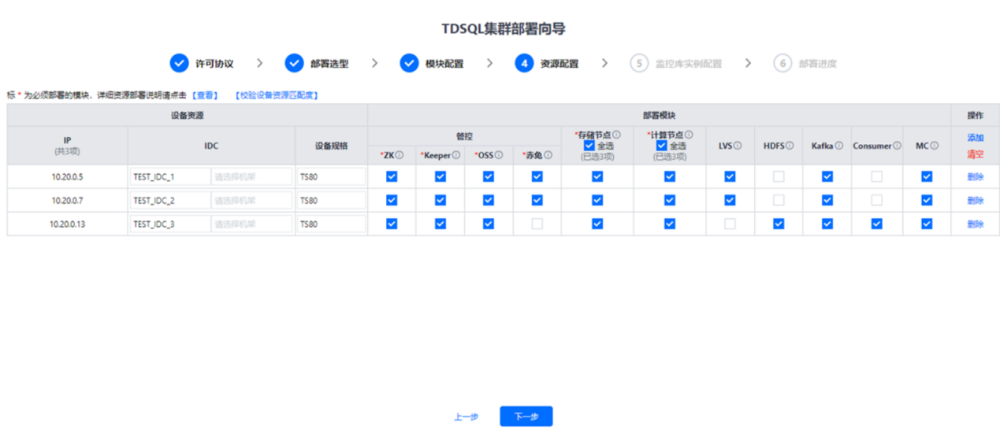 TDSQL集群部署向导
许可协议 部署选型 模块配置 4 资源配置 5 监控库实例配置 6 部署进度
标 * 为必须部署的模块，详细资源部署说明请点击 【查看】 【校验设备资源匹配度】
设备资源 部署模块 操作
IP (共3项) IDC 设备规格 管控 *存储节点 全选 (已选3项) *计算节点 全选 (已选3项) LVS HDFS Kafka Consumer MC 添加 清空
*ZK *Keeper *OSS *赤兔
10.20.0.5 TEST_IDC_1 请选择机架 TS80 删除
10.20.0.7 TEST_IDC_2 请选择机架 TS80 删除
10.20.0.13 TEST_IDC_3 请选择机架 TS80 删除
上一步 下一步